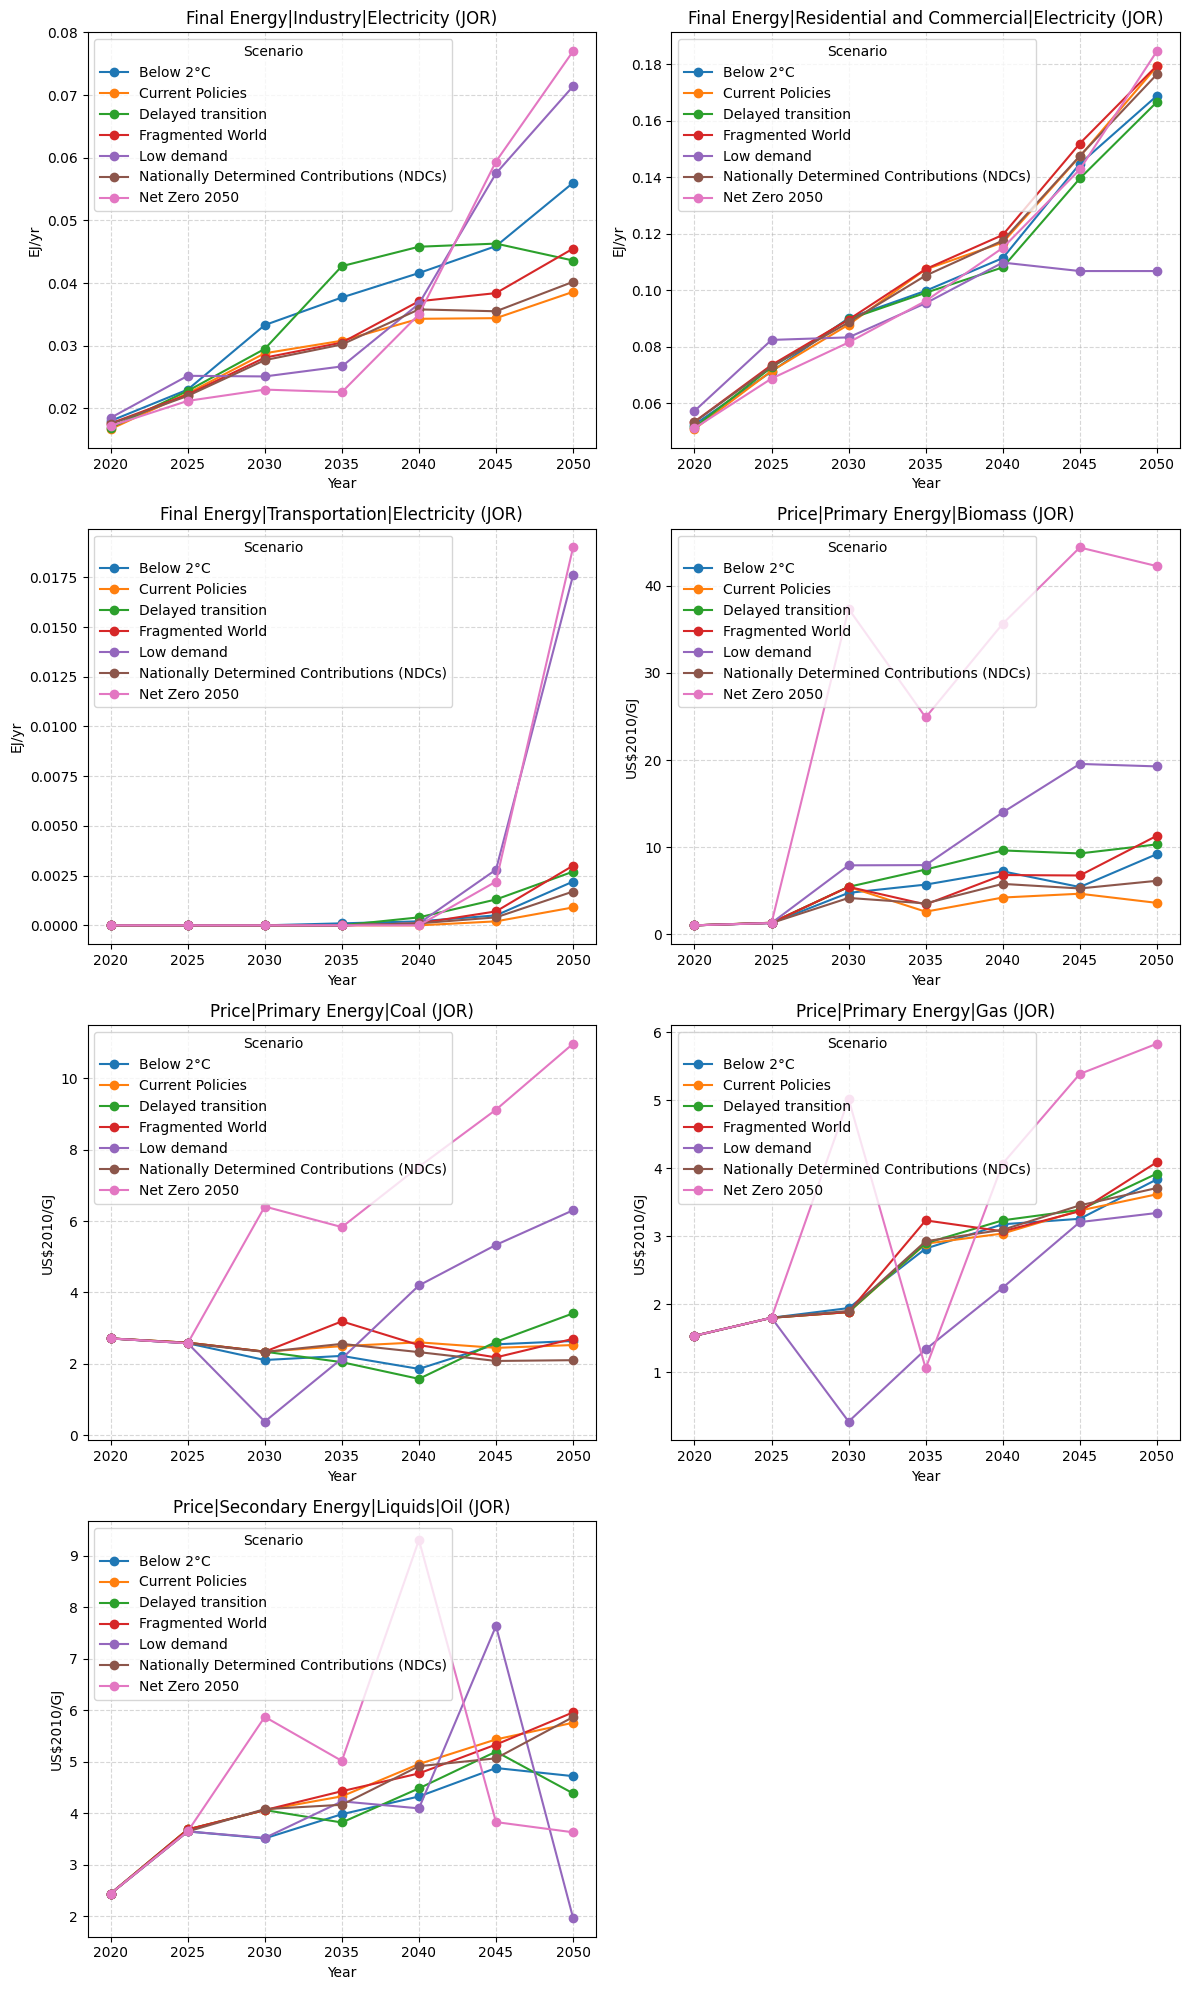 Final Energy|Industry|Electricity (JOR)
EJ/yr
0.08
0.07
0.06
0.05
0.04
0.03
0.02
Scenario
Below 2°C
Current Policies
Delayed transition
Fragmented World
Low demand
Nationally Determined Contributions (NDCs)
Net Zero 2050
2020 2025 2030 2035 2040 2045 2050
Year
Final Energy|Residential and Commercial|Electricity (JOR)
EJ/yr
0.18
0.16
0.14
0.12
0.10
0.08
0.06
Scenario
Below 2°C
Current Policies
Delayed transition
Fragmented World
Low demand
Nationally Determined Contributions (NDCs)
Net Zero 2050
2020 2025 2030 2035 2040 2045 2050
Year
Final Energy|Transportation|Electricity (JOR)
EJ/yr
0.0175
0.0150
0.0125
0.0100
0.0075
0.0050
0.0025
0.0000
Scenario
Below 2°C
Current Policies
Delayed transition
Fragmented World
Low demand
Nationally Determined Contributions (NDCs)
Net Zero 2050
2020 2025 2030 2035 2040 2045 2050
Year
Price|Primary Energy|Biomass (JOR)
US$2010/GJ
40
30
20
10
0
Scenario
Below 2°C
Current Policies
Delayed transition
Fragmented World
Low demand
Nationally Determined Contributions (NDCs)
Net Zero 2050
2020 2025 2030 2035 2040 2045 2050
Year
Price|Primary Energy|Coal (JOR)
US$2010/GJ
10
8
6
4
2
0
Scenario
Below 2°C
Current Policies
Delayed transition
Fragmented World
Low demand
Nationally Determined Contributions (NDCs)
Net Zero 2050
2020 2025 2030 2035 2040 2045 2050
Year
Price|Primary Energy|Gas (JOR)
US$2010/GJ
6
5
4
3
2
1
Scenario
Below 2°C
Current Policies
Delayed transition
Fragmented World
Low demand
Nationally Determined Contributions (NDCs)
Net Zero 2050
2020 2025 2030 2035 2040 2045 2050
Year
Price|Secondary Energy|Liquids|Oil (JOR)
US$2010/GJ
9
8
7
6
5
4
3
2
Scenario
Below 2°C
Current Policies
Delayed transition
Fragmented World
Low demand
Nationally Determined Contributions (NDCs)
Net Zero 2050
2020 2025 2030 2035 2040 2045 2050
Year